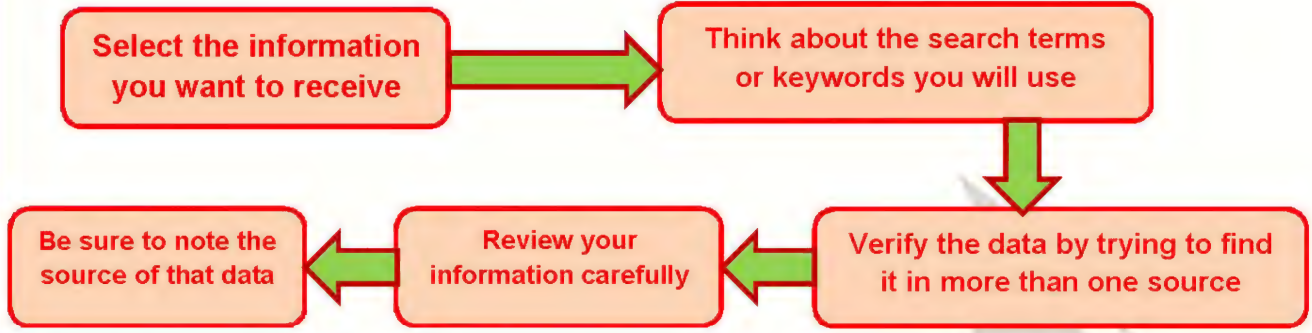 Select the information
you want to receive
Think about the search terms
or keywords you will use
Verify the data by trying to find
it in more than one source
Review your
information carefully
Be sure to note the
source of that data